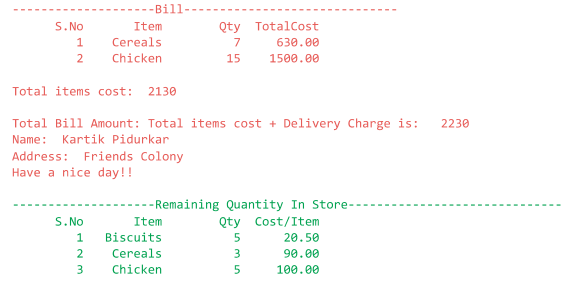 --------------------Bill------------------------------
S.No Item Qty TotalCost
1 Cereals 7 630.00
2 Chicken 15 1500.00
Total items cost: 2130
Total Bill Amount: Total items cost + Delivery Charge is: 2230
Name: Kartik Pidurkar
Address: Friends Colony
Have a nice day!!
--------------------Remaining Quantity In Store------------------------------
S.No Item Qty Cost/Item
1 Biscuits 5 20.50
2 Cereals 3 90.00
3 Chicken 5 100.00